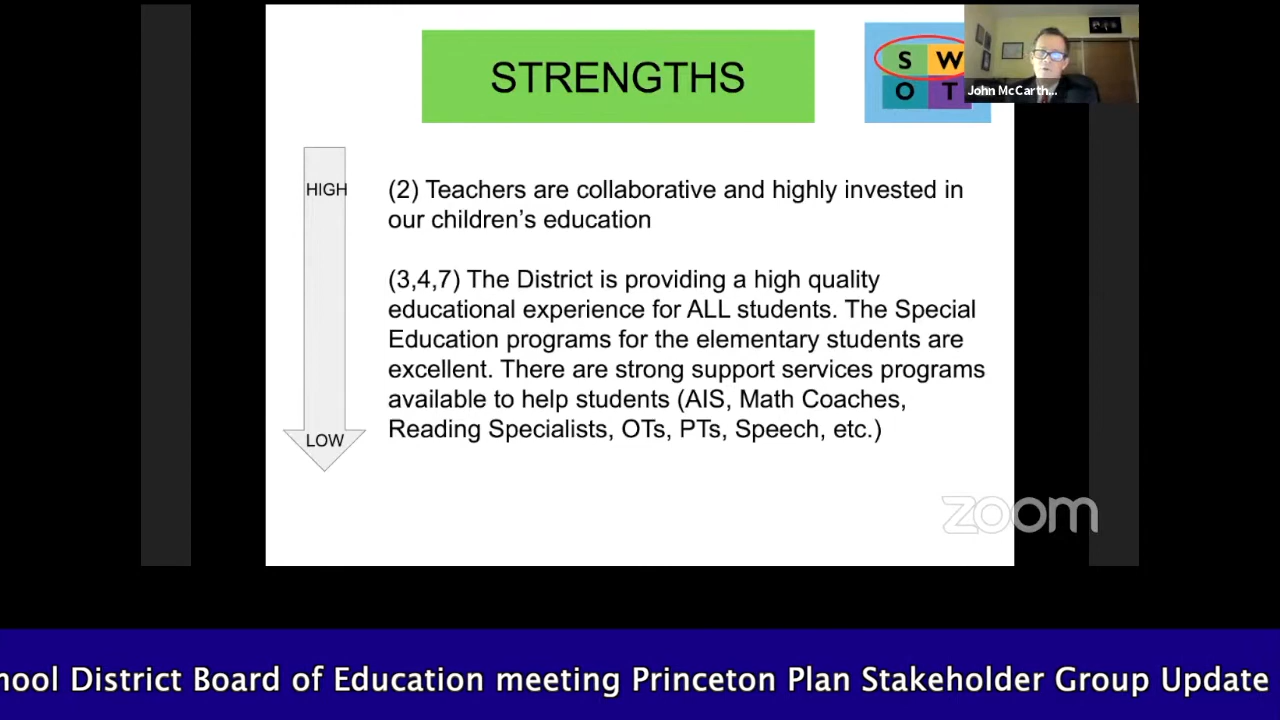 STRENGTHS
S W
O T
John McCarth...
HIGH
(2) Teachers are collaborative and highly invested in
our children’s education
(3,4,7) The District is providing a high quality
educational experience for ALL students. The Special
Education programs for the elementary students are
excellent. There are strong support services programs
available to help students (AIS, Math Coaches,
Reading Specialists, OTs, PTs, Speech, etc.)
LOW
zoom
hool District Board of Education meeting Princeton Plan Stakeholder Group Update